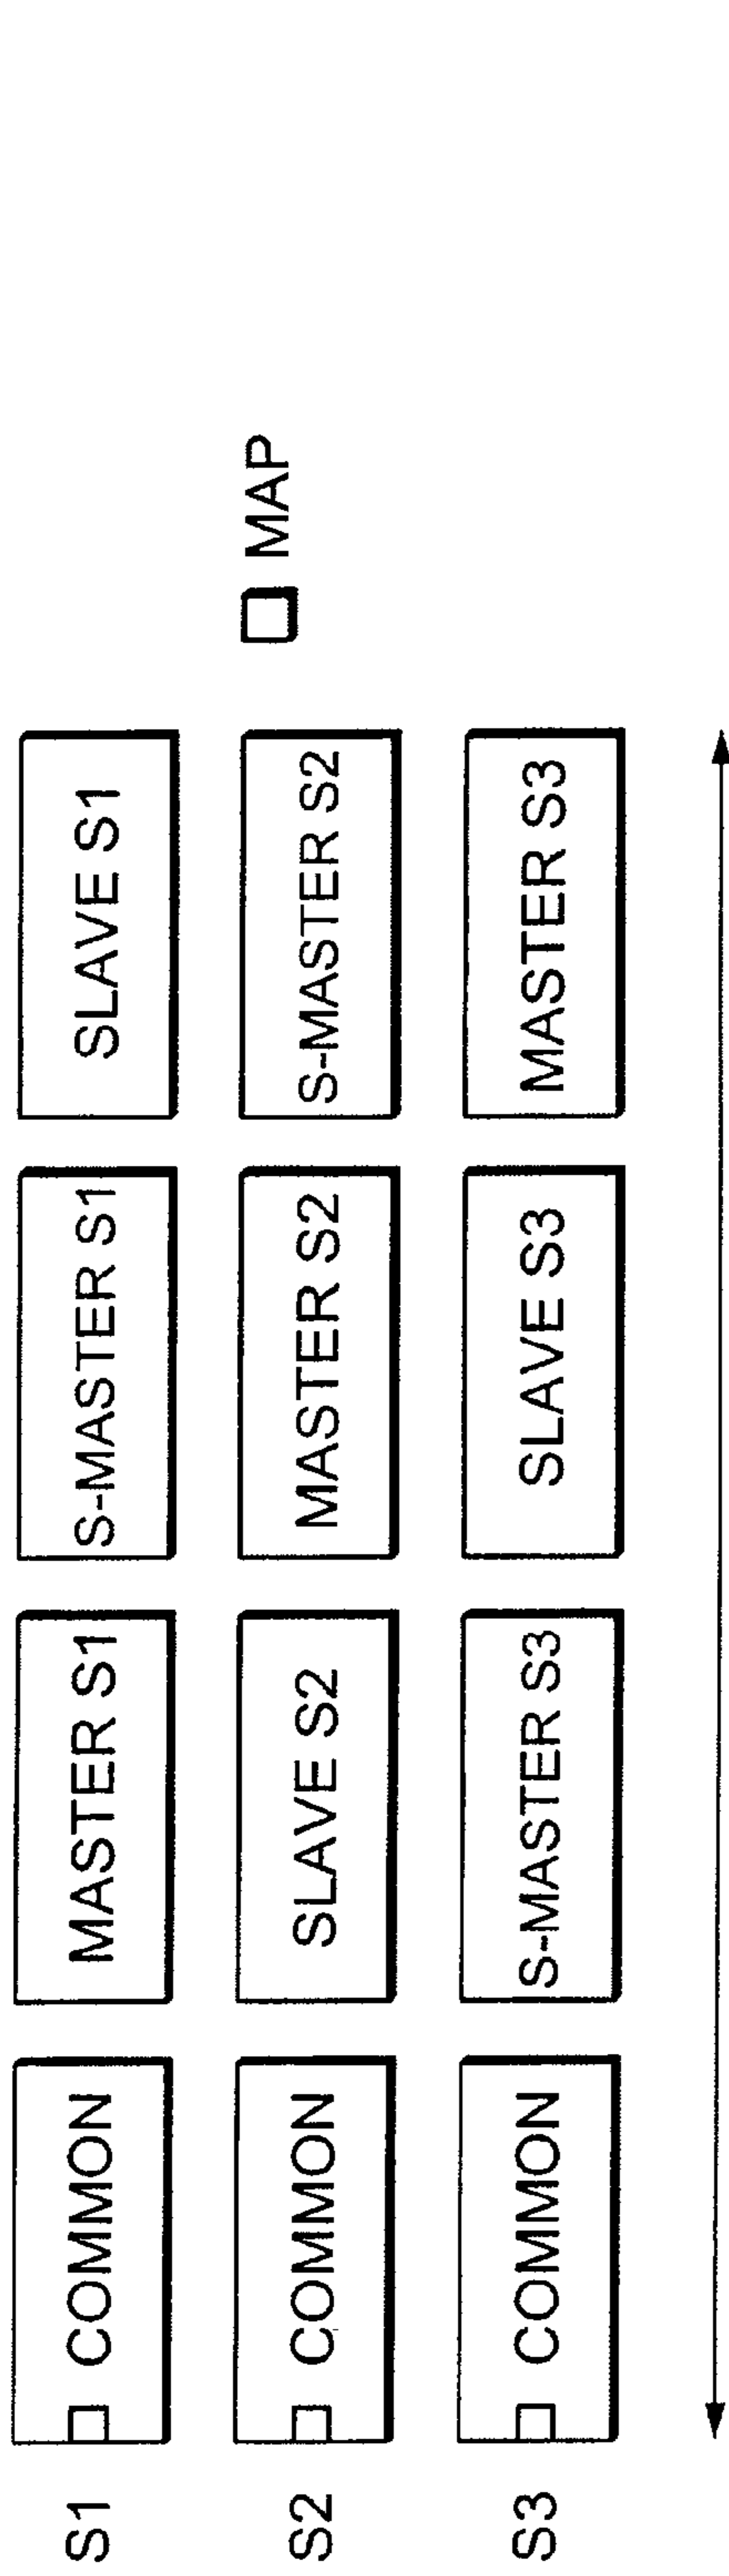 S1 COMMON MASTER S1 S-MASTER S1 SLAVE S1
S2 COMMON SLAVE S2 MASTER S2 S-MASTER S2 MAP
S3 COMMON S-MASTER S3 SLAVE S3 MASTER S3